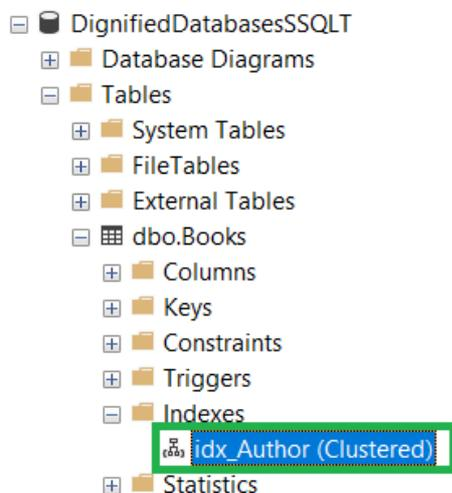 DignifiedDatabasesSSQLT
Database Diagrams
Tables
System Tables
FileTables
External Tables
dbo.Books
Columns
Keys
Constraints
Triggers
Indexes
idx_Author (Clustered)
Statistics